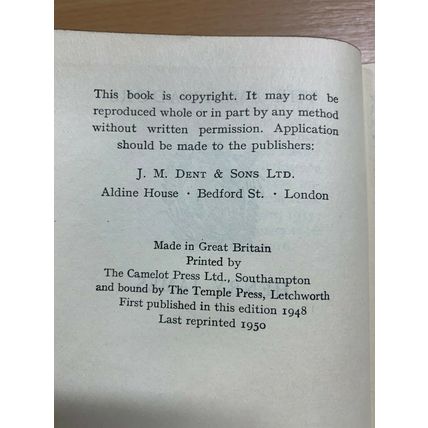 This book is copyright. It may not be
reproduced whole or in part by any method
without written permission. Application
should be made to the publishers:
J. M. DENT & SONS LTD.
Aldine House · Bedford St. · London
Made in Great Britain
Printed by
The Camelot Press Ltd., Southampton
and bound by The Temple Press, Letchworth
First published in this edition 1948
Last reprinted 1950